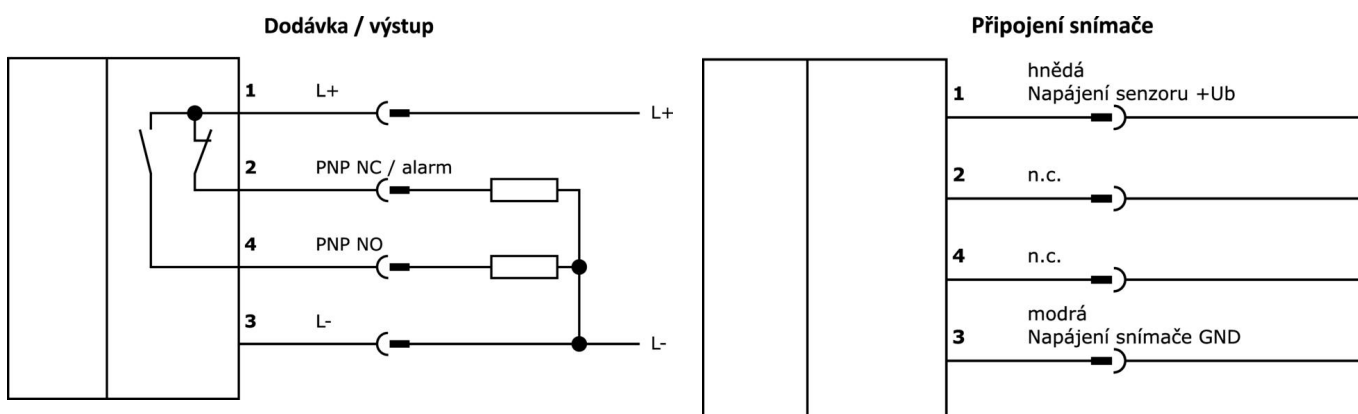 Dodávka / výstup
1 L+
L+
2 PNP NC / alarm
4 PNP NO
3 L-
L-
Připojení snímače
hnědá
1 Napájení senzoru +Ub
2 n.c.
4 n.c.
modrá
3 Napájení snímače GND